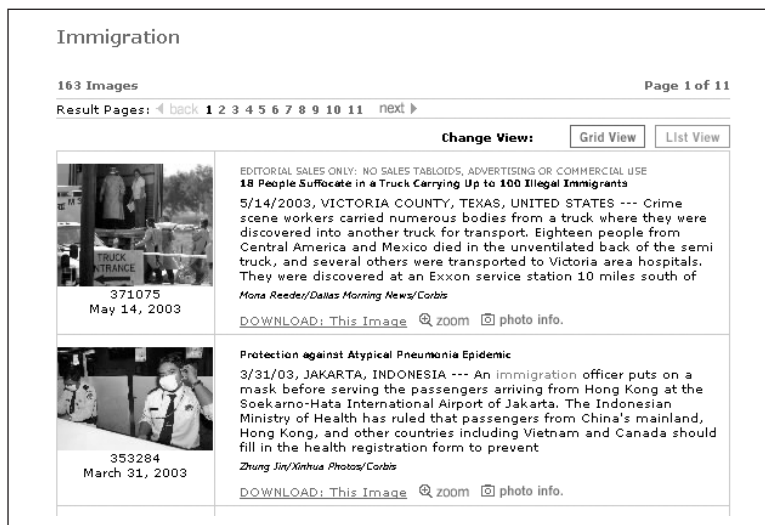 Immigration
163 Images Page 1 of 11
Result Pages: back 1 2 3 4 5 6 7 8 9 10 11 next
Change View: Grid View List View
EDITORIAL SALES ONLY: NO SALES TABLOIDS, ADVERTISING OR COMMERCIAL USE
18 People Suffocate in a Truck Carrying Up to 100 Illegal Immigrants
5/14/2003, VICTORIA COUNTY, TEXAS, UNITED STATES --- Crime
scene workers carried numerous bodies from a truck where they were
discovered into another truck for transport. Eighteen people from
Central America and Mexico died in the unventilated back of the semi
truck, and several others were transported to Victoria area hospitals.
They were discovered at an Exxon service station 10 miles south of
Mona Reeder/Dallas Morning News/Corbis
DOWNLOAD: This Image zoom photo info.
TRUCK
ENTRANCE
371075
May 14, 2003
Protection against Atypical Pneumonia Epidemic
3/31/03, JAKARTA, INDONESIA --- An immigration officer puts on a
mask before serving the passengers arriving from Hong Kong at the
Soekarno-Hata International Airport of Jakarta. The Indonesian
Ministry of Health has ruled that passengers from China's mainland,
Hong Kong, and other countries including Vietnam and Canada should
fill in the health registration form to prevent
Zhung Jin/Xinhua Photos/Corbis
DOWNLOAD: This Image zoom photo info.
353284
March 31, 2003